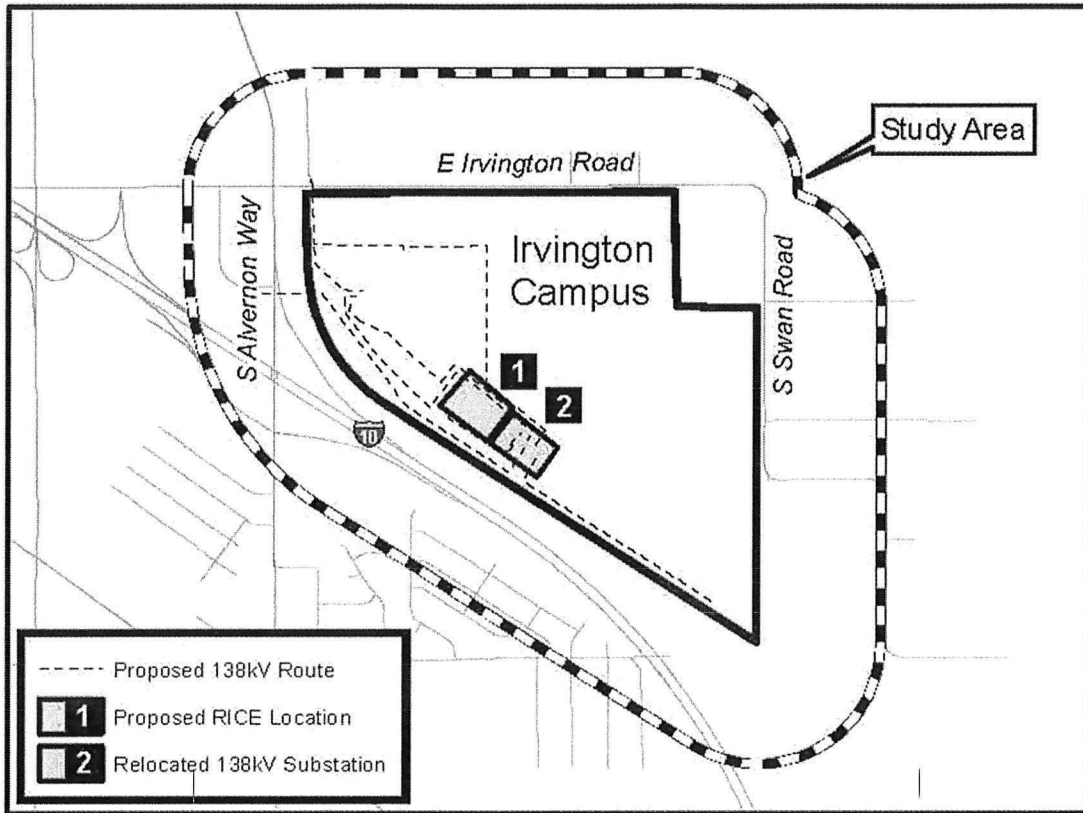 Study Area
E Irvington Road
S Alvernon Way
Irvington
Campus
S Swan Road
1
2
10
Proposed 138kV Route
1 Proposed RICE Location
2 Relocated 138kV Substation